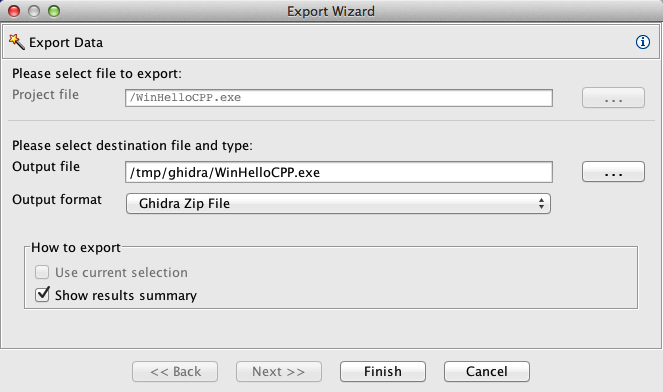 Export Wizard
Export Data
Please select file to export:
Project file /WinHelloCPP.exe ...
Please select destination file and type:
Output file /tmp/ghidra/WinHelloCPP.exe ...
Output format Ghidra Zip File
How to export
Use current selection
Show results summary
<< Back Next >> Finish Cancel